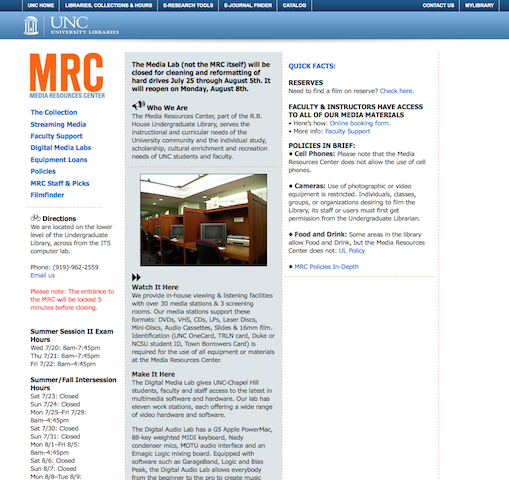 UNC HOME
LIBRARIES, COLLECTIONS & HOURS
E-RESEARCH TOOLS
E-JOURNAL FINDER
CATALOG
CONTACT US
MYLIBRARY
UNC
UNIVERSITY LIBRARIES
MRC
MEDIA RESOURCES CENTER
The Collection
Streaming Media
Faculty Support
Digital Media Labs
Equipment Loans
Policies
MRC Staff & Picks
Filmfinder
Directions
We are located on the lower
level of the Undergraduate
Library, across from the ITS
computer lab.
Phone: (919)-962-2559
Email us
Please note: The entrance to
the MRC will be locked 5
minutes before closing.
Summer Session II Exam
Hours
Wed 7/20: 8am-7:45pm
Thu 7/21: 8am-7:45pm
Fri 7/22: 8am-4:45pm
Summer/Fall Intersession
Hours
Sat 7/23: Closed
Sun 7/24: Closed
Mon 7/25-Fri 7/29:
8am-4:45pm
Sat 7/30: Closed
Sun 7/31: Closed
Mon 8/1-Fri 8/5:
8am-4:45pm
Sat 8/6: Closed
Sun 8/7: Closed
Mon 8/8-Thu 8/18:
The Media Lab (not the MRC itself) will be
closed for cleaning and reformatting of
hard drives July 25 through August 5th. It
will reopen on Monday, August 8th.
Who We Are
The Media Resources Center, part of the R.B.
House Undergraduate Library, serves the
instructional and curricular needs of the
University community and the individual study,
scholarship, cultural enrichment and recreation
needs of UNC students and faculty.
Watch It Here
We provide in-house viewing & listening facilities
with over 30 media stations & 3 screening
rooms. Our media stations support these
formats: DVDs, VHS, CDs, LPs, Laser Discs,
Mini-Discs, Audio Cassettes, Slides & 16mm film.
Identification (UNC OneCard, TRLN card, Duke or
NCSU student ID, Town Borrowers Card) is
required for the use of all equipment or materials
at the Media Resources Center.
Make It Here
The Digital Media Lab gives UNC-Chapel Hill
students, faculty and staff access to the latest in
multimedia software and hardware. Our lab has
eleven work stations, each offering a wide range
of video hardware and software.
The Digital Audio Lab has a G5 Apple PowerMac,
88-key weighted MIDI keyboard, Nady
condenser mics, MOTU audio interface and an
Emagic Logic mixing board. Equipped with
software such as GarageBand, Logic and Bias
Peak, the Digital Audio Lab allows everybody
from the beginner to the pro to create music
QUICK FACTS:
RESERVES
Need to find a film on reserve? Check here.
FACULTY & INSTRUCTORS HAVE ACCESS
TO ALL OF OUR MEDIA MATERIALS
• Here's how: Online booking form.
• More info: Faculty Support
POLICIES IN BRIEF:
• Cell Phones: Please note that the Media
Resources Center does not allow the use of cell
phones.
• Cameras: Use of photographic or video
equipment is restricted. Individuals, classes,
groups, or organizations desiring to film the
Library, its staff or users must first get
permission from the Undergraduate Librarian.
• Food and Drink: Some areas in the library
allow Food and Drink, but the Media Resources
Center does not: UL Policy
• MRC Policies In-Depth